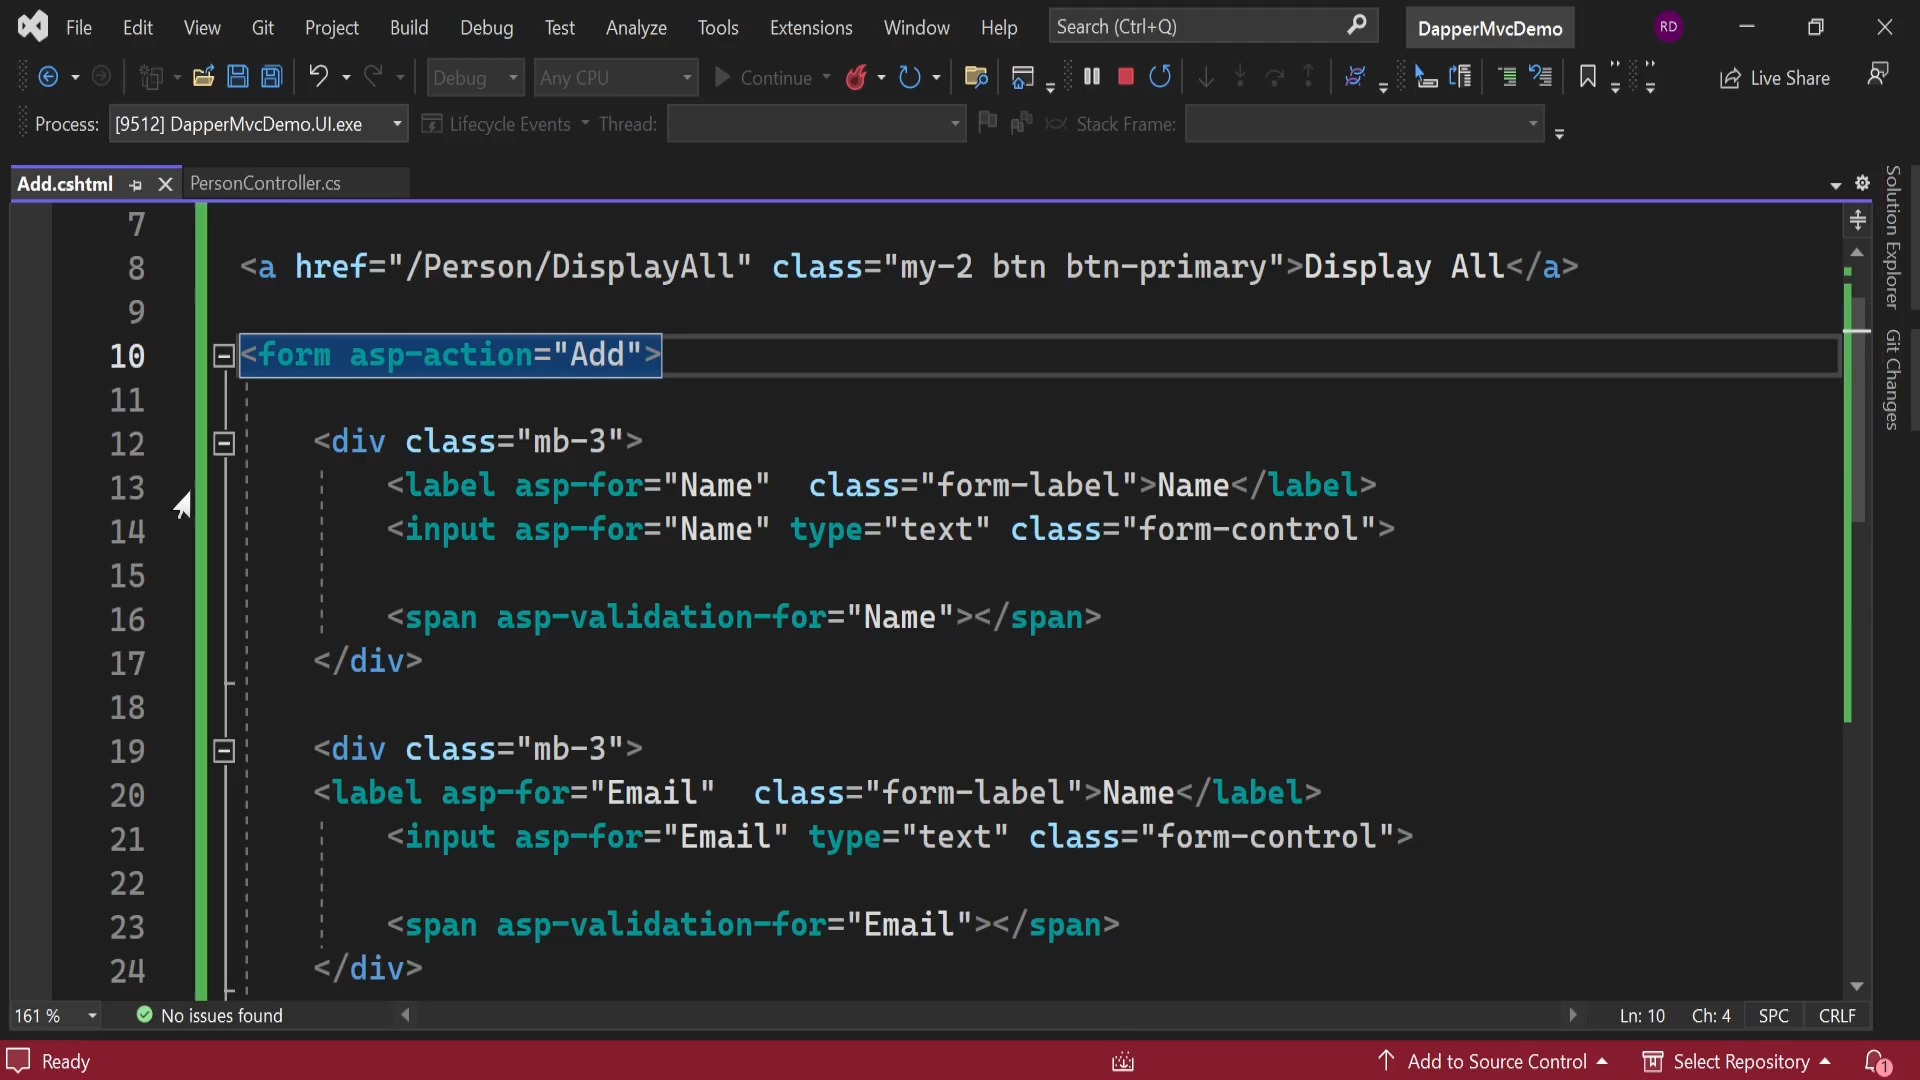 File Edit View Git Project Build Debug Test Analyze Tools Extensions Window Help Search (Ctrl+Q) DapperMvcDemo RD
Debug Any CPU Continue Live Share
Process: [9512] DapperMvcDemo.UI.exe Lifecycle Events Thread: Stack Frame:
Add.cshtml PersonController.cs
7
8 <a href="/Person/DisplayAll" class="my-2 btn btn-primary">Display All</a>
9
10 <form asp-action="Add">
11
12 <div class="mb-3">
13 <label asp-for="Name"  class="form-label">Name</label>
14 <input asp-for="Name" type="text" class="form-control">
15
16 <span asp-validation-for="Name"></span>
17 </div>
18
19 <div class="mb-3">
20 <label asp-for="Email"  class="form-label">Name</label>
21 <input asp-for="Email" type="text" class="form-control">
22
23 <span asp-validation-for="Email"></span>
24 </div>
Solution Explorer
Git Changes
161 % No issues found Ln: 10 Ch: 4 SPC CRLF
Ready Add to Source Control Select Repository 1